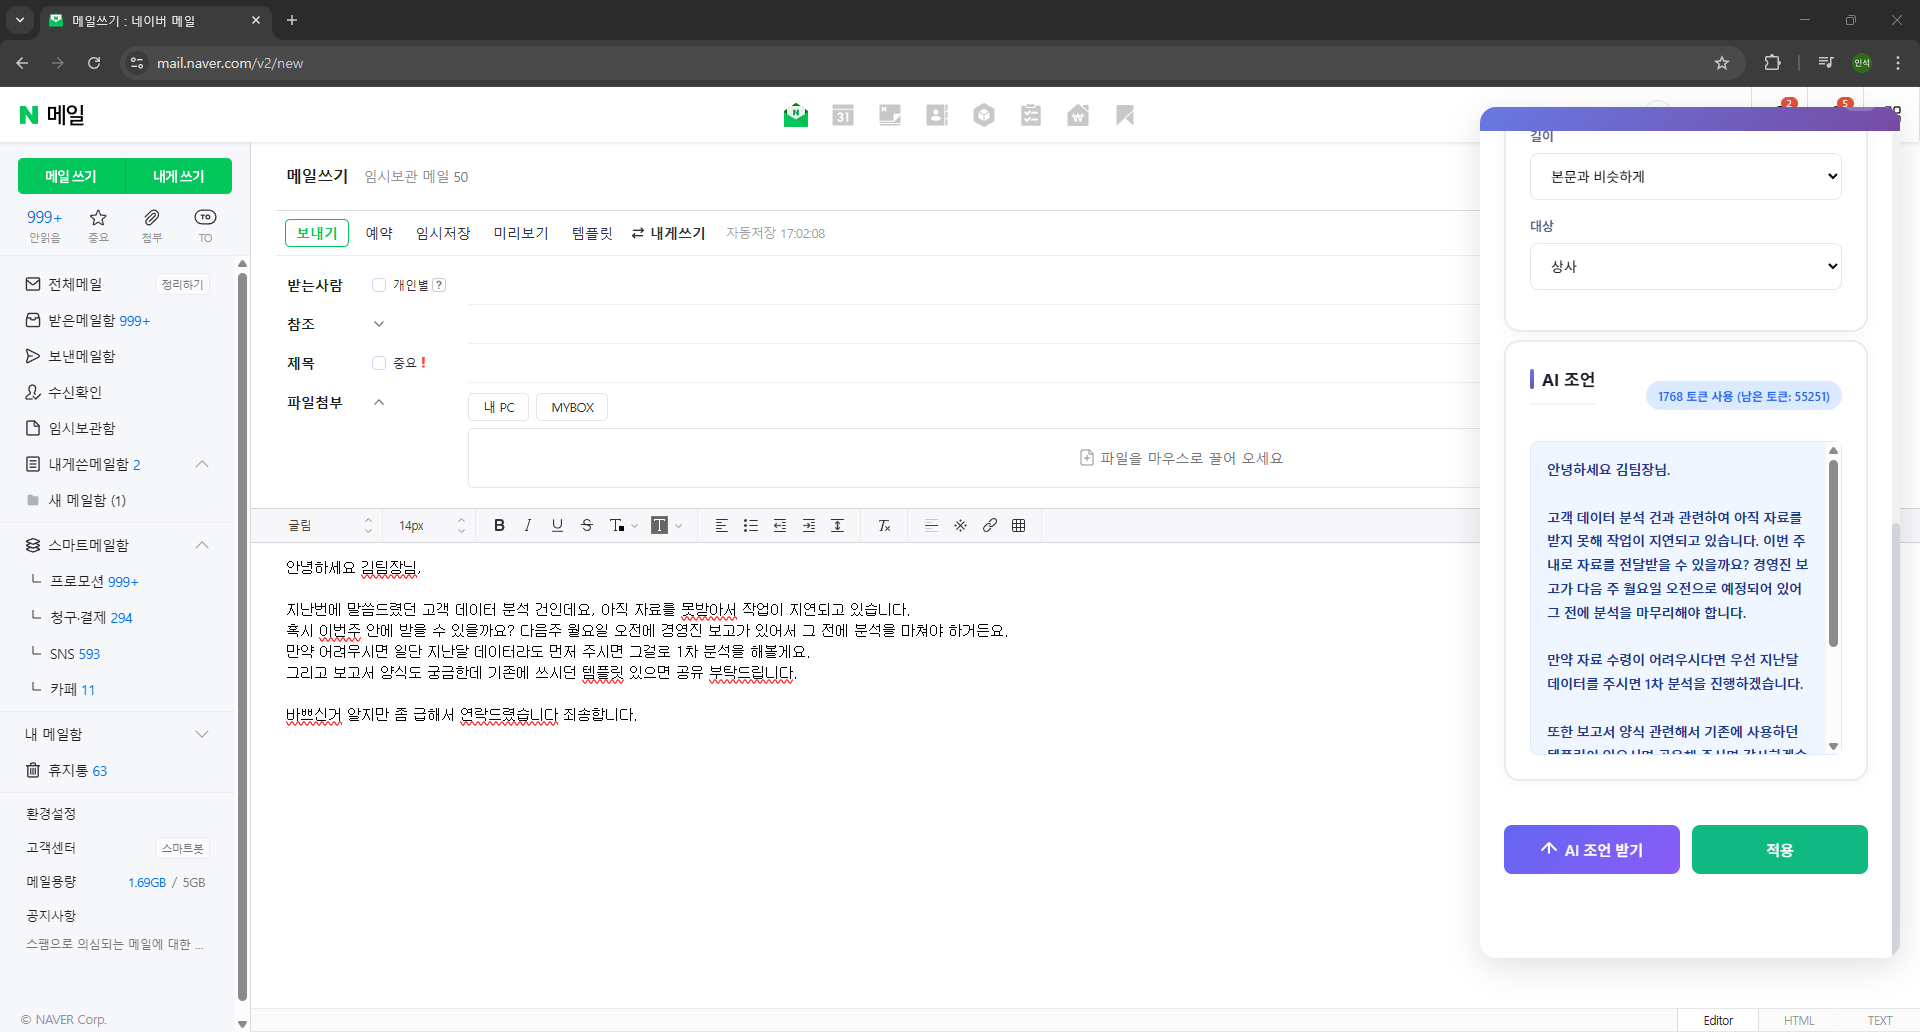 메일쓰기 : 네이버 메일
mail.naver.com/v2/new
인석
N 메일
31
2
5
메일 쓰기
내게 쓰기
999+
안읽음
중요
첨부
TO
TO
전체메일
정리하기
받은메일함 999+
보낸메일함
수신확인
임시보관함
내게쓴메일함 2
새 메일함 (1)
스마트메일함
프로모션 999+
청구·결제 294
SNS 593
카페 11
내 메일함
휴지통 63
환경설정
고객센터
스마트봇
메일용량
1.69GB / 5GB
공지사항
스팸으로 의심되는 메일에 대한 ...
© NAVER Corp.
메일쓰기 임시보관 메일 50
보내기 예약 임시저장 미리보기 템플릿 내게쓰기 자동저장 17:02:08
받는사람 개인별 ?
참조
제목 중요 !
파일첨부
내 PC MYBOX
파일을 마우스로 끌어 오세요
굴림 14px
안녕하세요 김팀장님,
지난번에 말씀드렸던 고객 데이터 분석 건인데요, 아직 자료를 못받아서 작업이 지연되고 있습니다.
혹시 이번주 안에 받을 수 있을까요? 다음주 월요일 오전에 경영진 보고가 있어서 그 전에 분석을 마쳐야 하거든요.
만약 어려우시면 일단 지난달 데이터라도 먼저 주시면 그걸로 1차 분석을 해볼게요.
그리고 보고서 양식도 궁금한데 기존에 쓰시던 템플릿 있으면 공유 부탁드립니다.
바쁘신거 알지만 좀 급해서 연락드렸습니다 죄송합니다.
길이
본문과 비슷하게
대상
상사
AI 조언
1768 토큰 사용 (남은 토큰: 55251)
안녕하세요 김팀장님.
고객 데이터 분석 건과 관련하여 아직 자료를
받지 못해 작업이 지연되고 있습니다. 이번 주
내로 자료를 전달받을 수 있을까요? 경영진 보
고가 다음 주 월요일 오전으로 예정되어 있어
그 전에 분석을 마무리해야 합니다.
만약 자료 수령이 어려우시다면 우선 지난달
데이터를 주시면 1차 분석을 진행하겠습니다.
또한 보고서 양식 관련해서 기존에 사용하던
템플릿이 있으시면 공유해 주시면 감사하겠습
AI 조언 받기
적용
Editor HTML TEXT